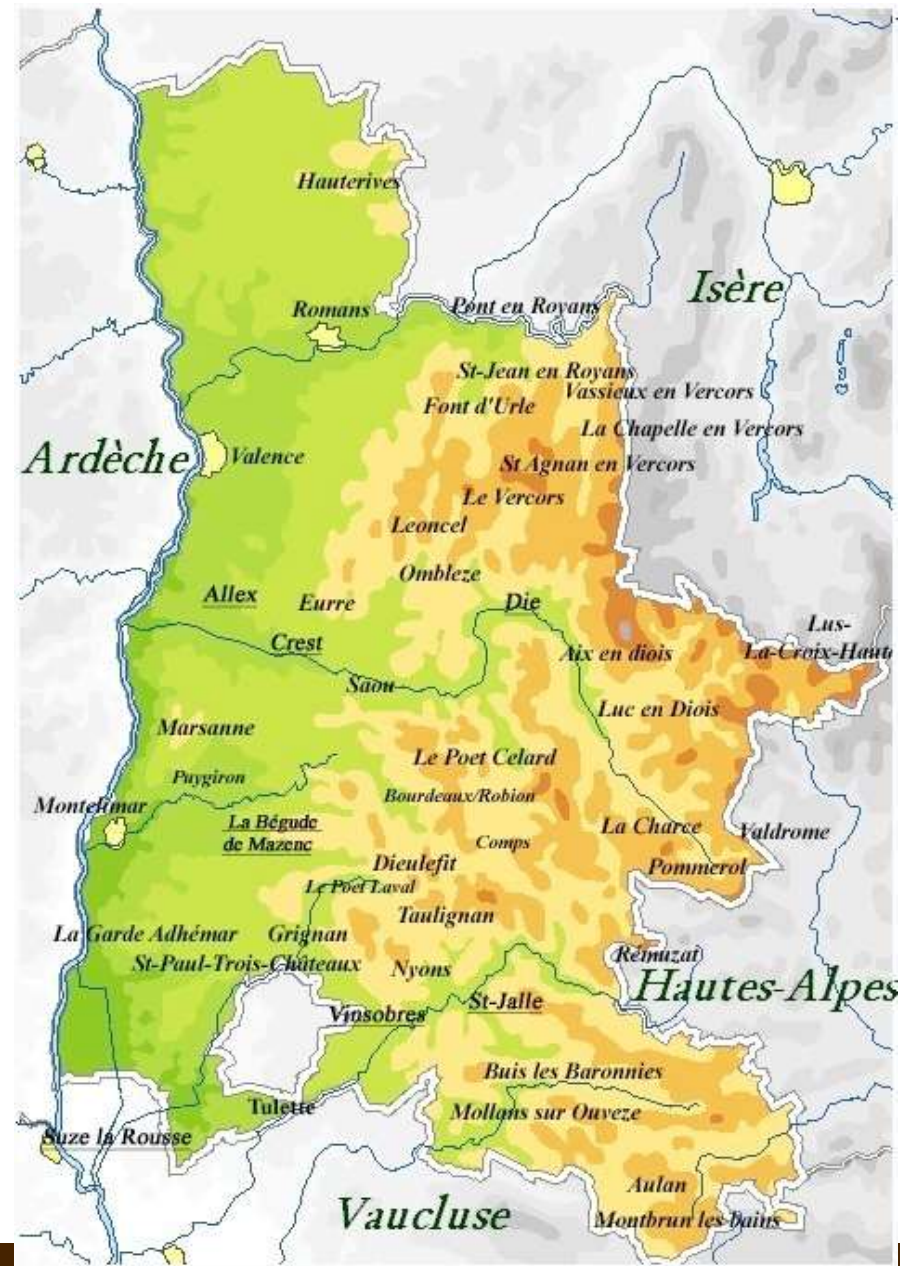 Hauterives
Isère
Romans
Pont en Royans
St-Jean en Royans
Vassieux en Vercors
Font d'Urle
La Chapelle en Vercors
Ardèche
Valence
St Agnan en Vercors
Le Vercors
Leoncel
Ombleze
Allex
Eurre
Die
Crest
Lus-
La-Croix-Haute
Aix en diois
Saou
Luc en Diois
Marsanne
Le Poet Celard
Puygiron
Bourdeaux/Robion
Montelimar
La Bégude
de Mazenc
La Charce
Valdrome
Comps
Dieulefit
Pommerol
Le Poet Laval
Taulignan
La Garde Adhémar
Grignan
Rémuzat
St-Paul-Trois-Châteaux
Nyons
Hautes-Alpes
St-Jalle
Vinsobres
Buis les Baronnies
Tulette
Mollans sur Ouveze
Suze la Rousse
Aulan
Vaucluse
Montbrun les bains